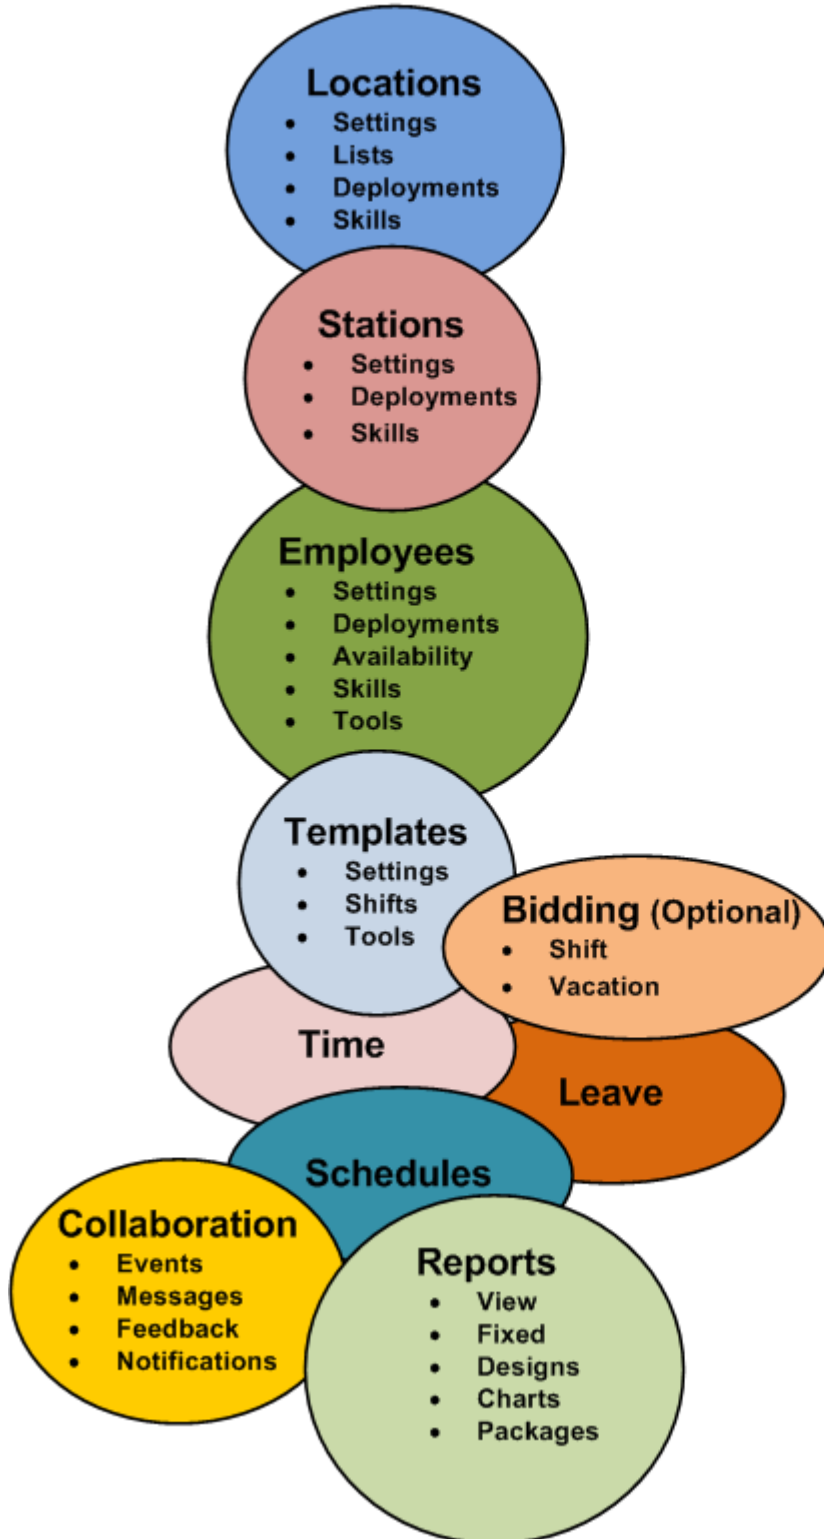 Locations
• Settings
• Lists
• Deployments
• Skills
Stations
• Settings
• Deployments
• Skills
Employees
• Settings
• Deployments
• Availability
• Skills
• Tools
Templates
• Settings
• Shifts
• Tools
Bidding (Optional)
• Shift
• Vacation
Time
Leave
Schedules
Collaboration
• Events
• Messages
• Feedback
• Notifications
Reports
• View
• Fixed
• Designs
• Charts
• Packages